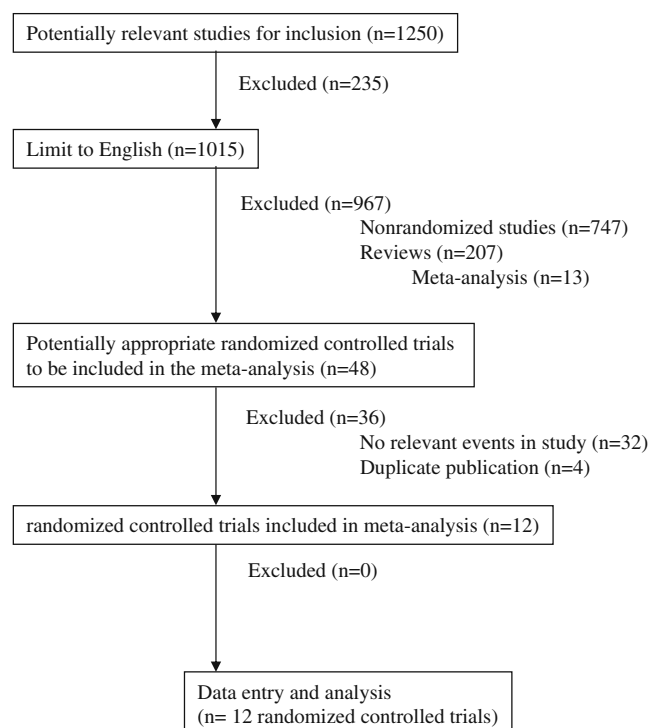 Potentially relevant studies for inclusion (n=1250)
Excluded (n=235)
Limit to English (n=1015)
Excluded (n=967)
Nonrandomized studies (n=747)
Reviews (n=207)
Meta-analysis (n=13)
Potentially appropriate randomized controlled trials
to be included in the meta-analysis (n=48)
Excluded (n=36)
No relevant events in study (n=32)
Duplicate publication (n=4)
randomized controlled trials included in meta-analysis (n=12)
Excluded (n=0)
Data entry and analysis
(n= 12 randomized controlled trials)